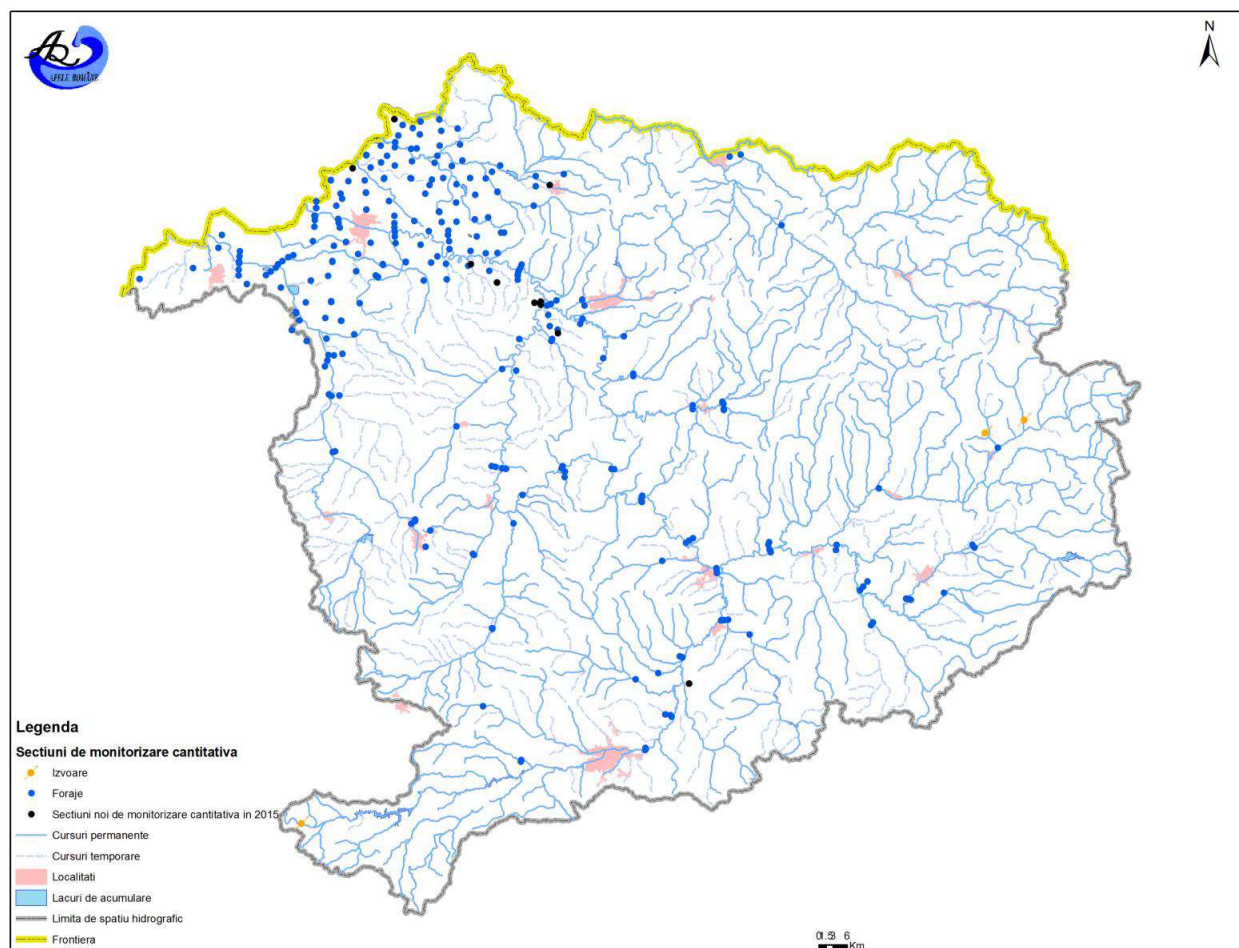 APELE ROMÂNE
N
Legenda
Sectiuni de monitorizare cantitativa
Izvoare
Foraje
Sectiuni noi de monitorizare cantitativa in 2015
Cursuri permanente
Cursuri temporare
Localitati
Lacuri de acumulare
Limita de spatiu hidrografic
Frontiera
Km